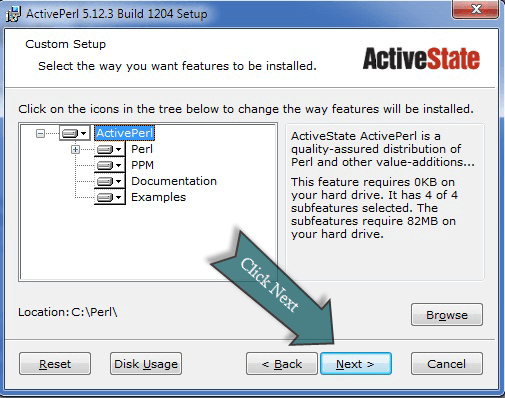 ActivePerl 5.12.3 Build 1204 Setup
Custom Setup
Select the way you want features to be installed.
ActiveState
Click on the icons in the tree below to change the way features will be installed.
ActivePerl
Perl
PPM
Documentation
Examples
ActiveState ActivePerl is a
quality-assured distribution of
Perl and other value-additions...
This feature requires 0KB on
your hard drive. It has 4 of 4
subfeatures selected. The
subfeatures require 82MB on
your hard drive.
Click Next
Location: C:\Perl\
Browse
Reset
Disk Usage
< Back
Next >
Cancel